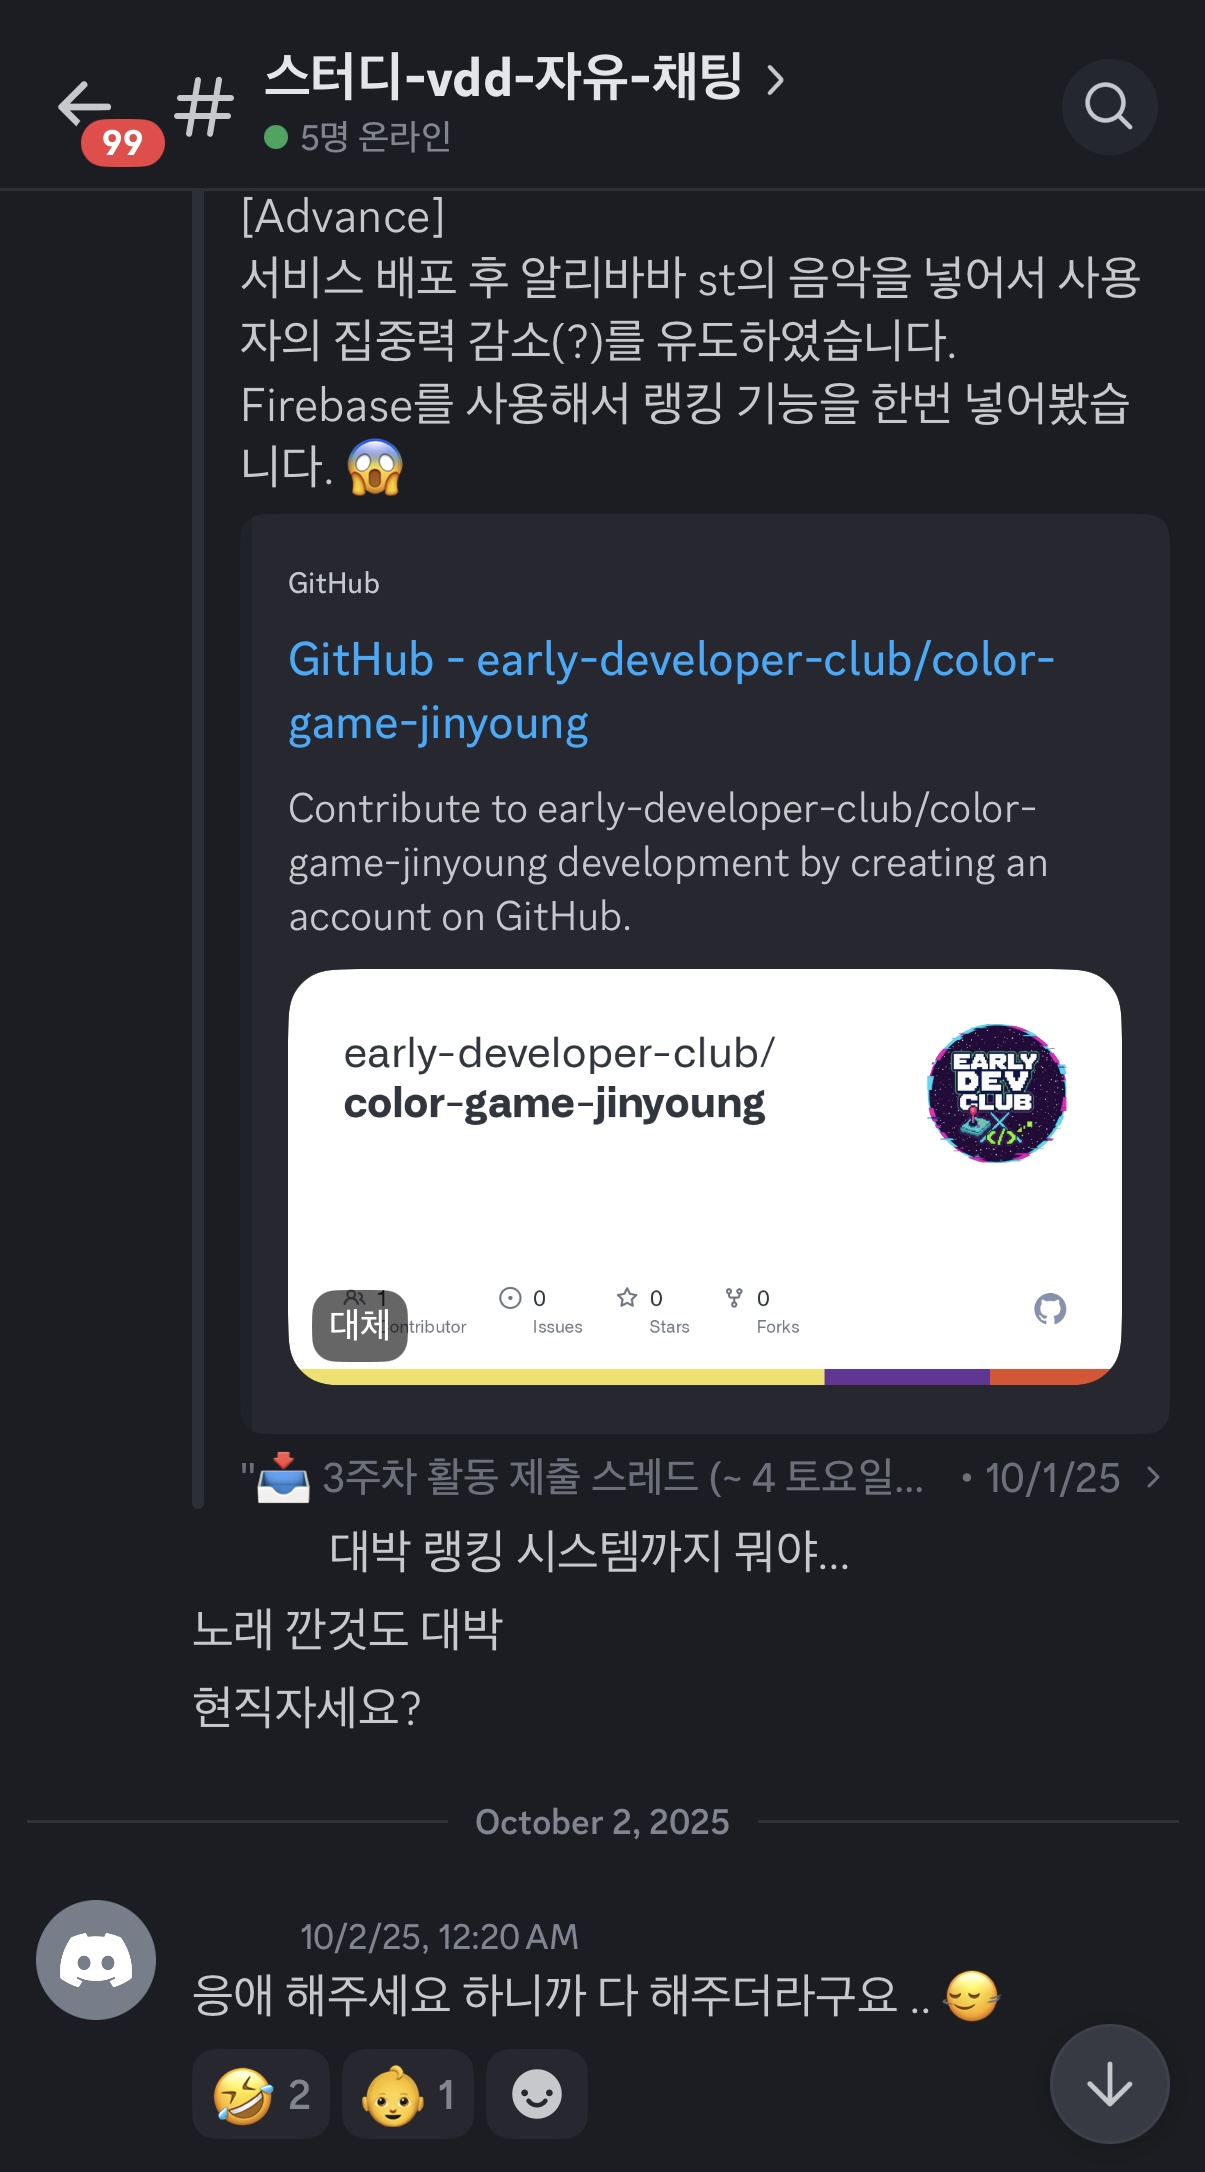 스터디-vdd-자유-채팅
99
5명 온라인
[Advance]
서비스 배포 후 알리바바 st의 음악을 넣어서 사용
자의 집중력 감소(?)를 유도하였습니다.
Firebase를 사용해서 랭킹 기능을 한번 넣어봤습
니다. 😱
GitHub
GitHub - early-developer-club/color-
game-jinyoung
Contribute to early-developer-club/color-
game-jinyoung development by creating an
account on GitHub.
early-developer-club/
color-game-jinyoung
EARLY
DEV
CLUB
</>
1 0 0 0
대체 ontributor Issues Stars Forks
"📥 3주차 활동 제출 스레드 (~ 4 토요일... • 10/1/25
대박 랭킹 시스템까지 뭐야...
노래 깐것도 대박
현직자세요?
October 2, 2025
10/2/25, 12:20 AM
응애 해주세요 하니까 다 해주더라구요 ..
🤣 2 👶 1